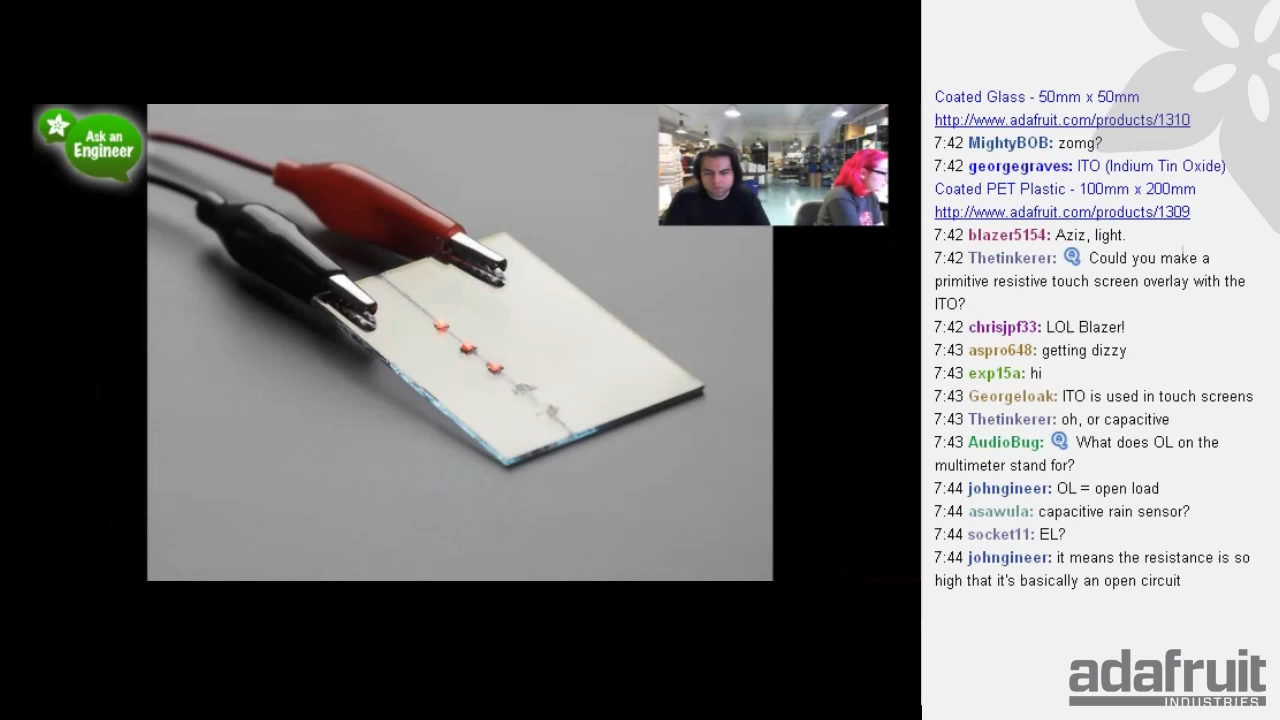 Ask an
Engineer
Coated Glass - 50mm x 50mm
http://www.adafruit.com/products/1310
7:42 MightyBOB: zomg?
7:42 georgegraves: ITO (Indium Tin Oxide)
Coated PET Plastic - 100mm x 200mm
http://www.adafruit.com/products/1309
7:42 blazer5154: Aziz, light.
7:42 Thetinkerer: Could you make a
primitive resistive touch screen overlay with the
ITO?
7:42 chrisjpf33: LOL Blazer!
7:43 aspro648: getting dizzy
7:43 exp15a: hi
7:43 Georgeloak: ITO is used in touch screens
7:43 Thetinkerer: oh, or capacitive
7:43 AudioBug: What does OL on the
multimeter stand for?
7:44 johngineer: OL = open load
7:44 asawula: capacitive rain sensor?
7:44 socket11: EL?
7:44 johngineer: it means the resistance is so
high that it's basically an open circuit
adafruit
INDUSTRIES